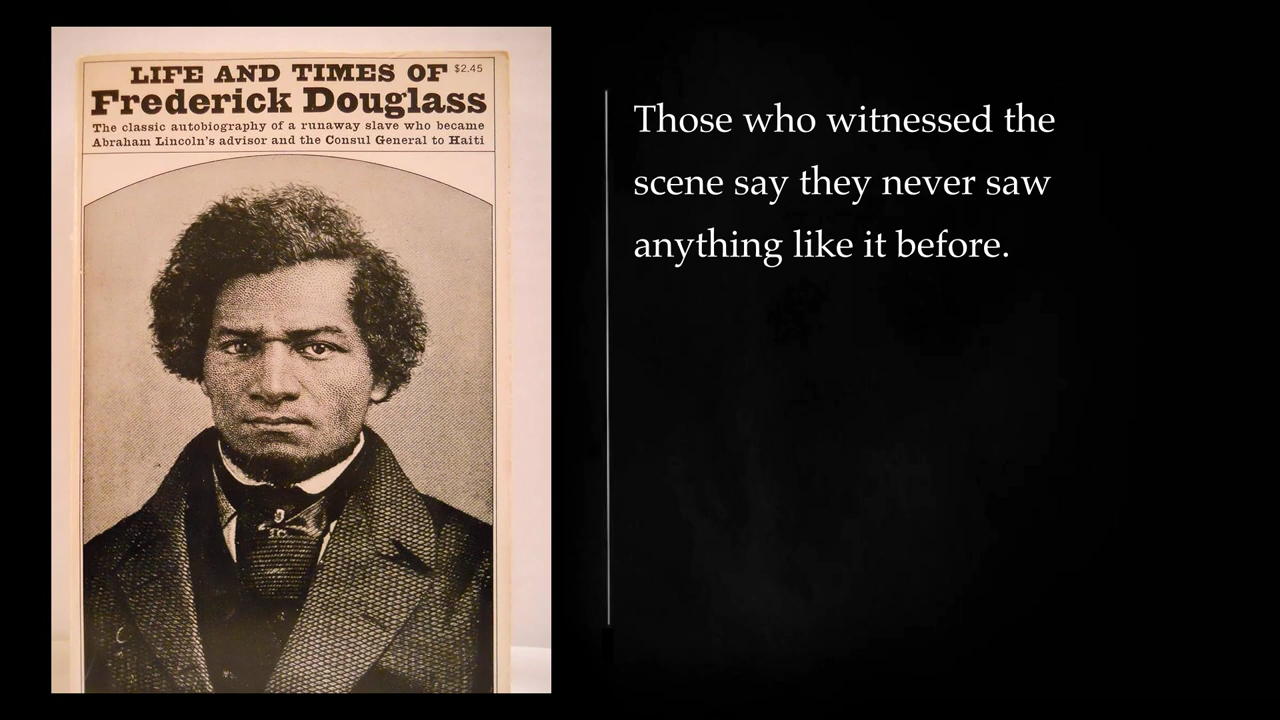 LIFE AND TIMES OF $2.45
Frederick Douglass
The classic autobiography of a runaway slave who became
Abraham Lincoln's advisor and the Consul General to Haiti
Those who witnessed the
scene say they never saw
anything like it before.